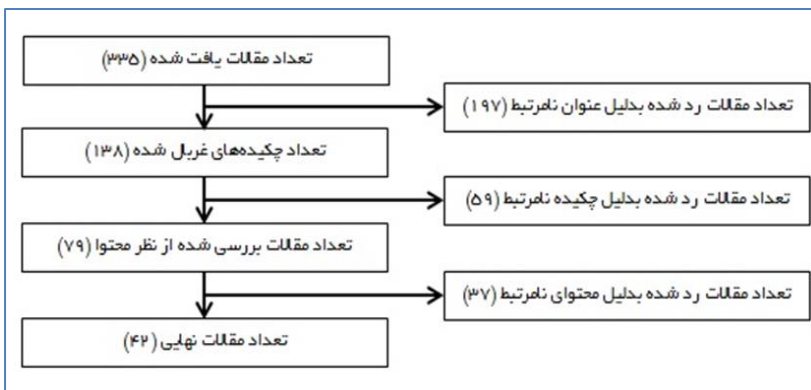 تعداد مقالات یافت شده (۳۳۵)
تعداد مقالات رد شده بدلیل عنوان نامرتبط (۱۹۷)
تعداد چکیده‌های غربال شده (۱۳۸)
تعداد مقالات رد شده بدلیل چکیده نامرتبط (۵۹)
تعداد مقالات بررسی شده از نظر محتوا (۷۹)
تعداد مقالات رد شده بدلیل محتوای نامرتبط (۳۷)
تعداد مقالات نهایی (۴۲)